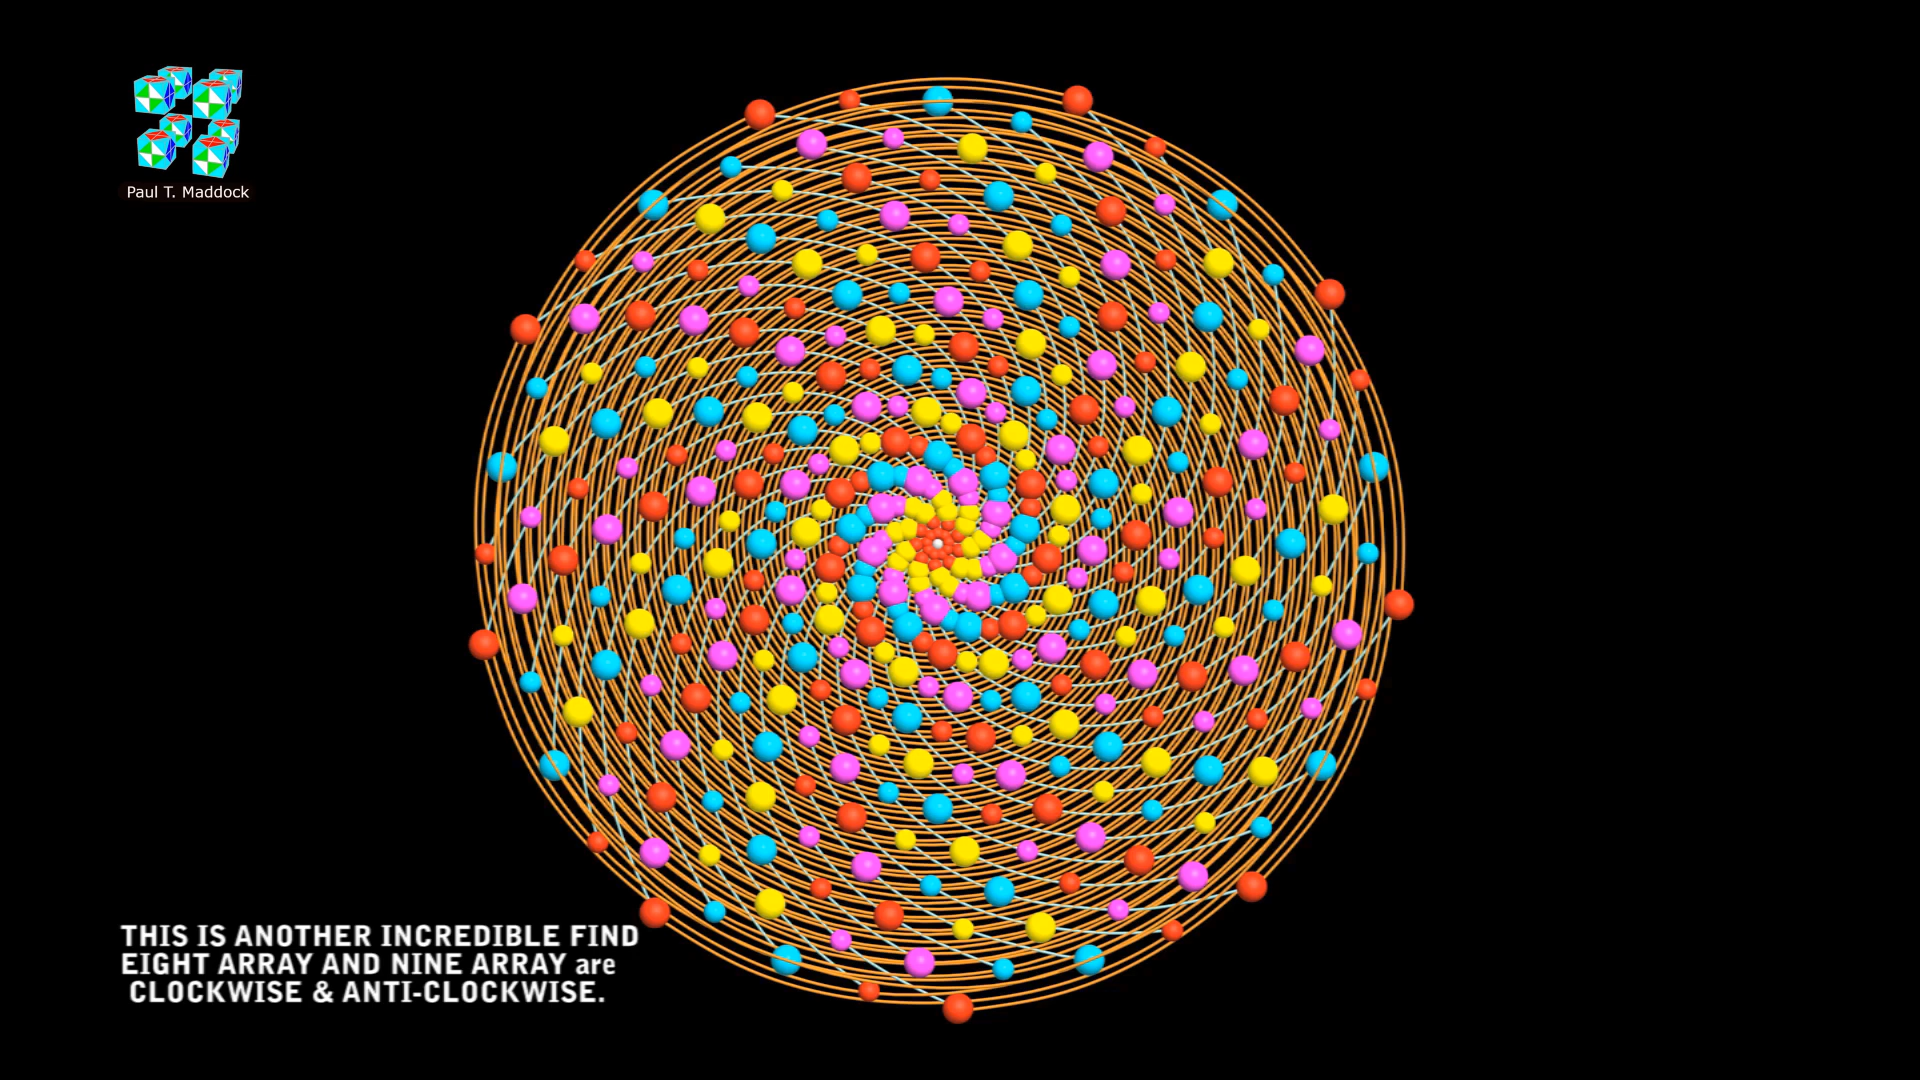 Paul T. Maddock
THIS IS ANOTHER INCREDIBLE FIND
EIGHT ARRAY AND NINE ARRAY are
CLOCKWISE & ANTI-CLOCKWISE.